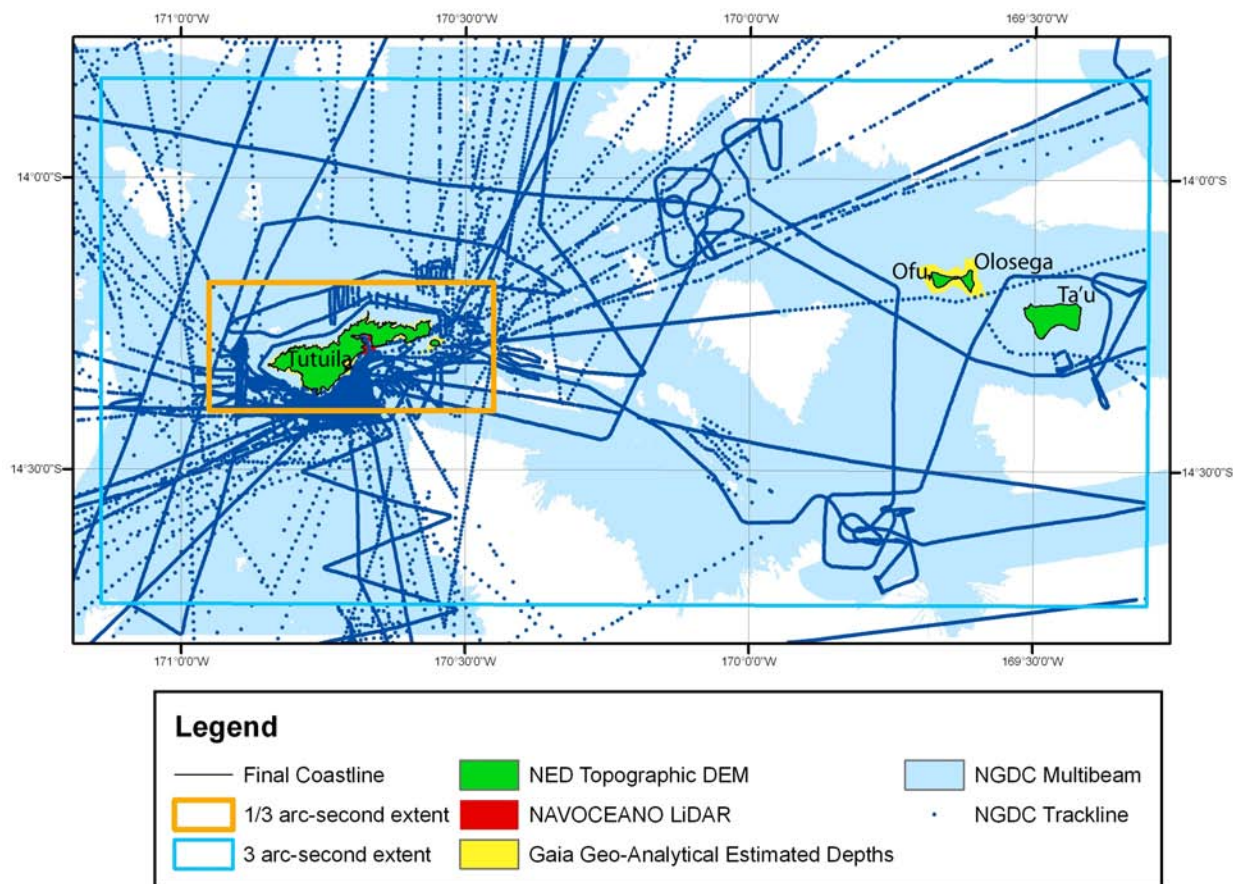 171°0'0"W 170°30'0"W 170°0'0"W 169°30'0"W
14°0'0"S 14°0'0"S
Ofu Olosega
Ta'u
Tutuila
14°30'0"S 14°30'0"S
171°0'0"W 170°30'0"W 170°0'0"W 169°30'0"W
Legend
Final Coastline NED Topographic DEM NGDC Multibeam
1/3 arc-second extent NAVOCEANO LiDAR NGDC Trackline
3 arc-second extent Gaia Geo-Analytical Estimated Depths